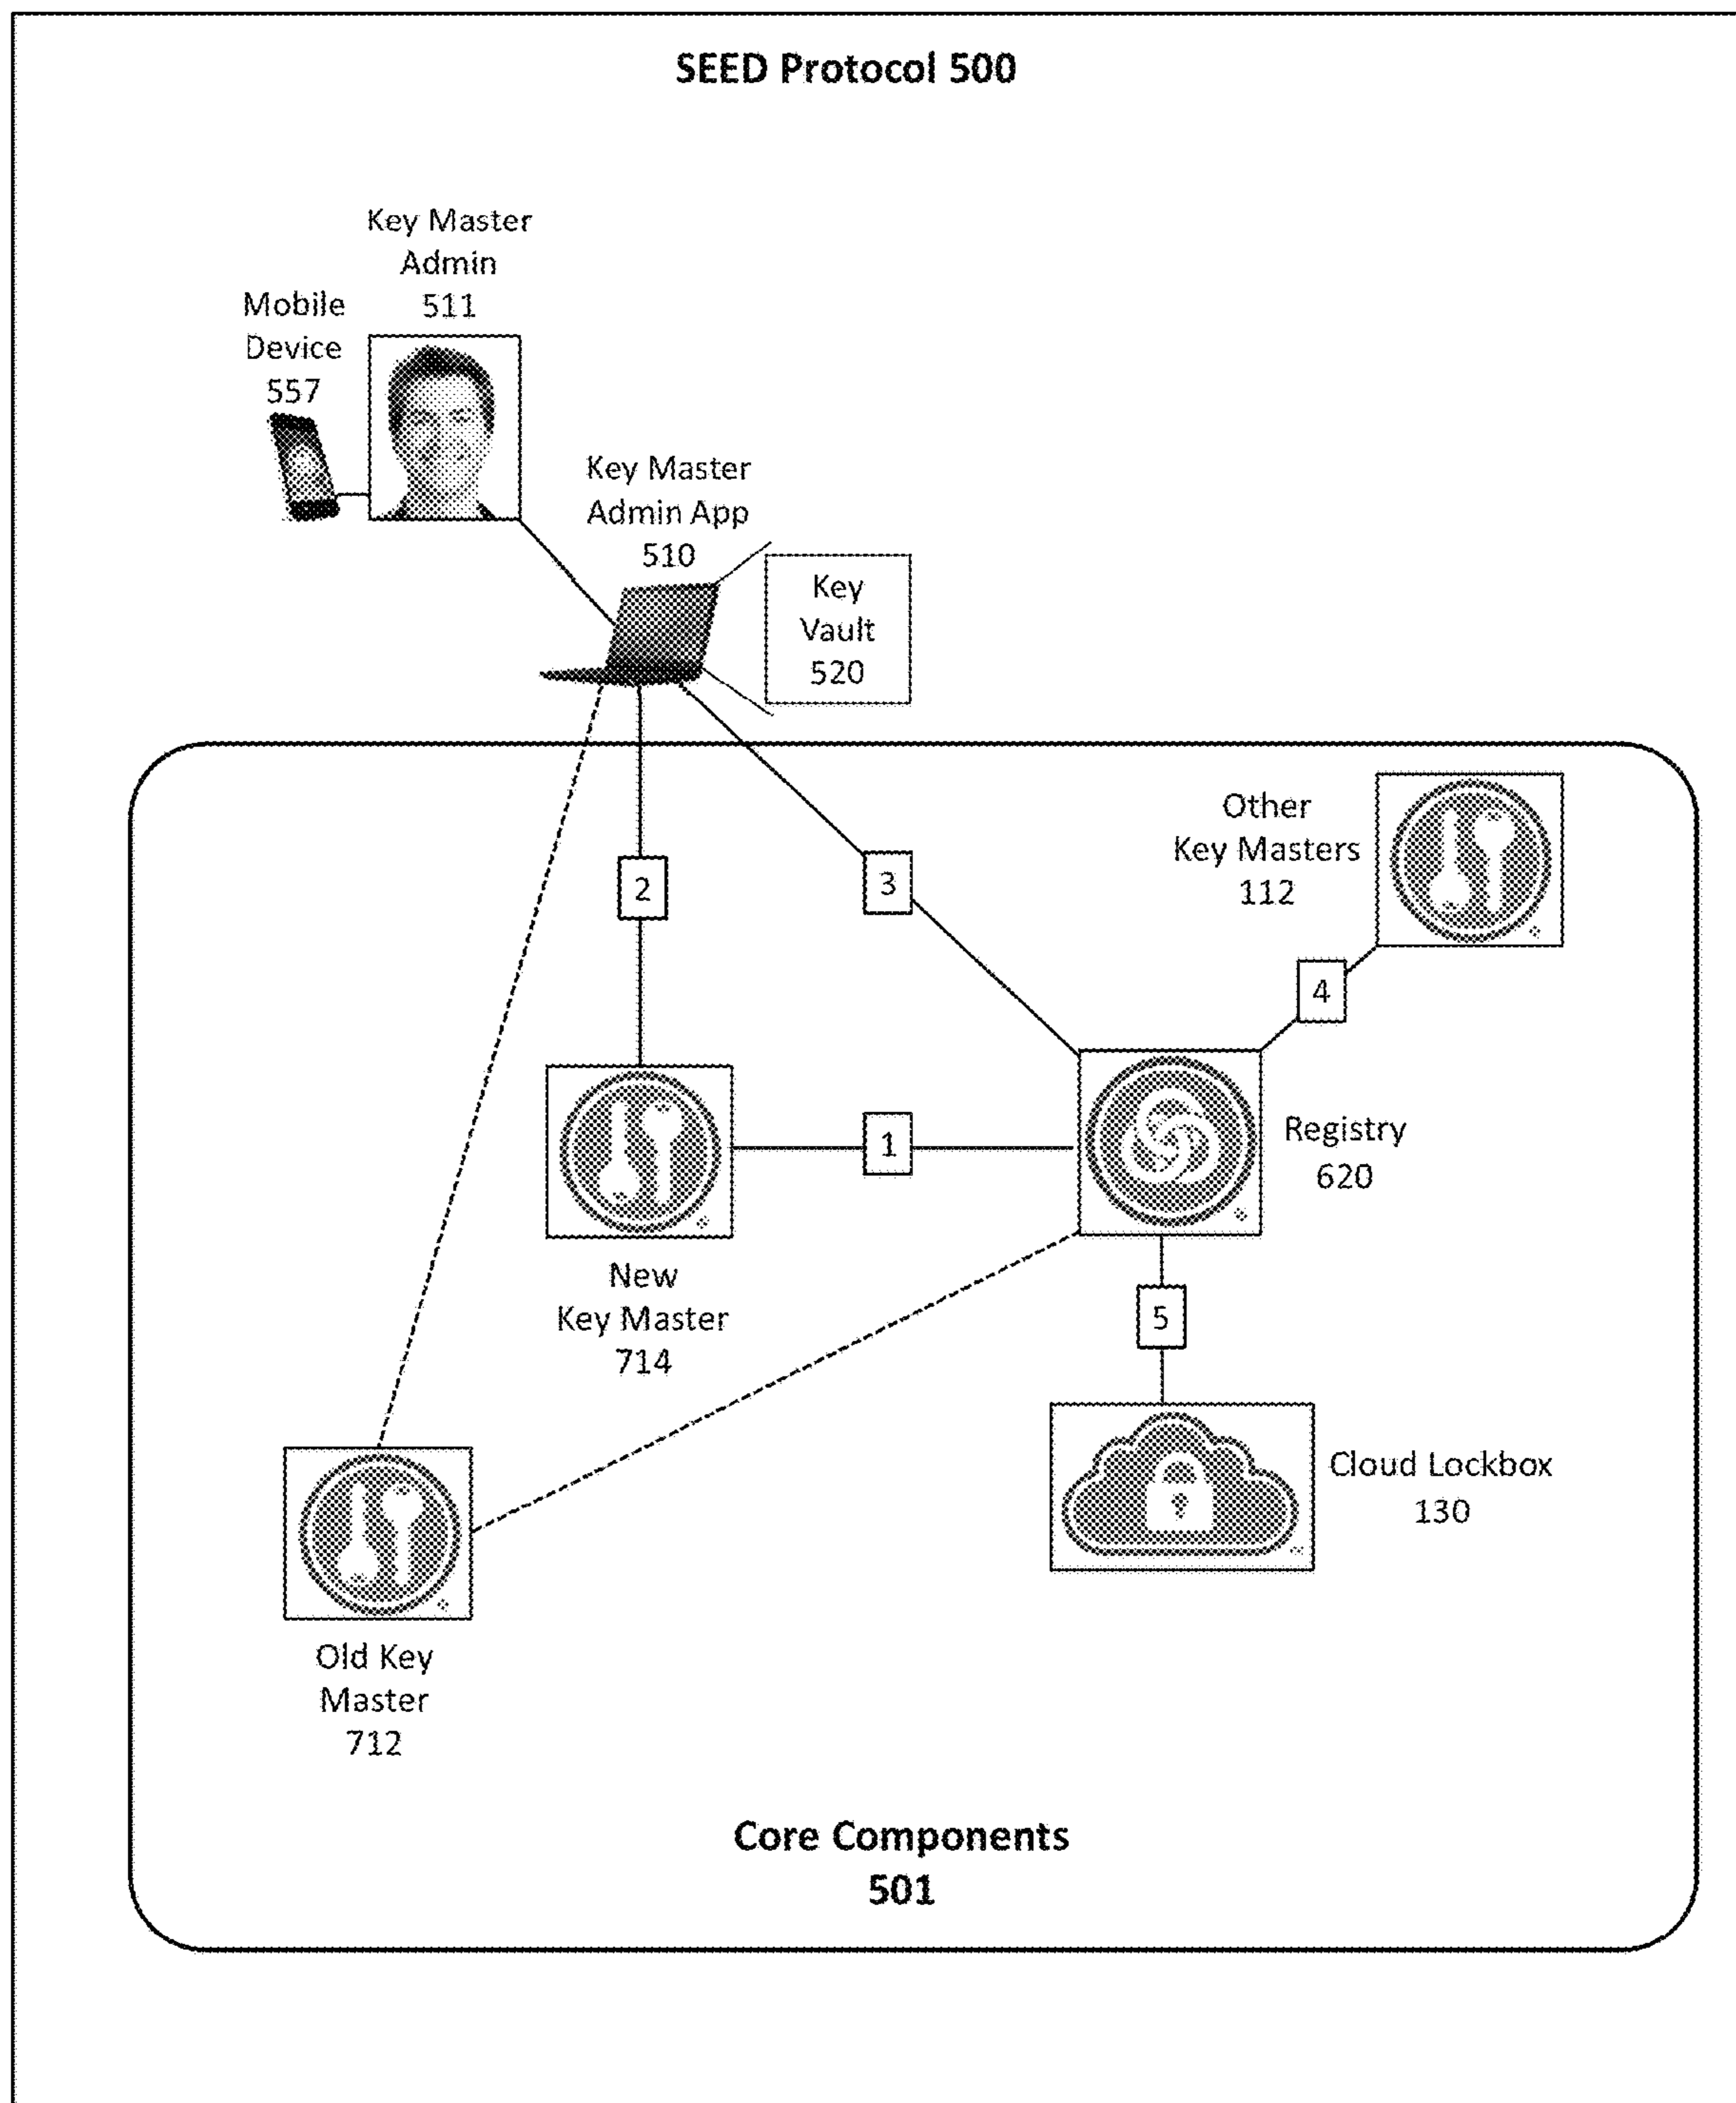 SEED Protocol 500
Key Master
Admin
511
Mobile
Device
557
Key Master
Admin App
510
Key
Vault
520
Other
Key Masters
112
2
3
4
1
Registry
620
New
Key Master
714
5
Cloud Lockbox
130
Old Key
Master
712
Core Components
501